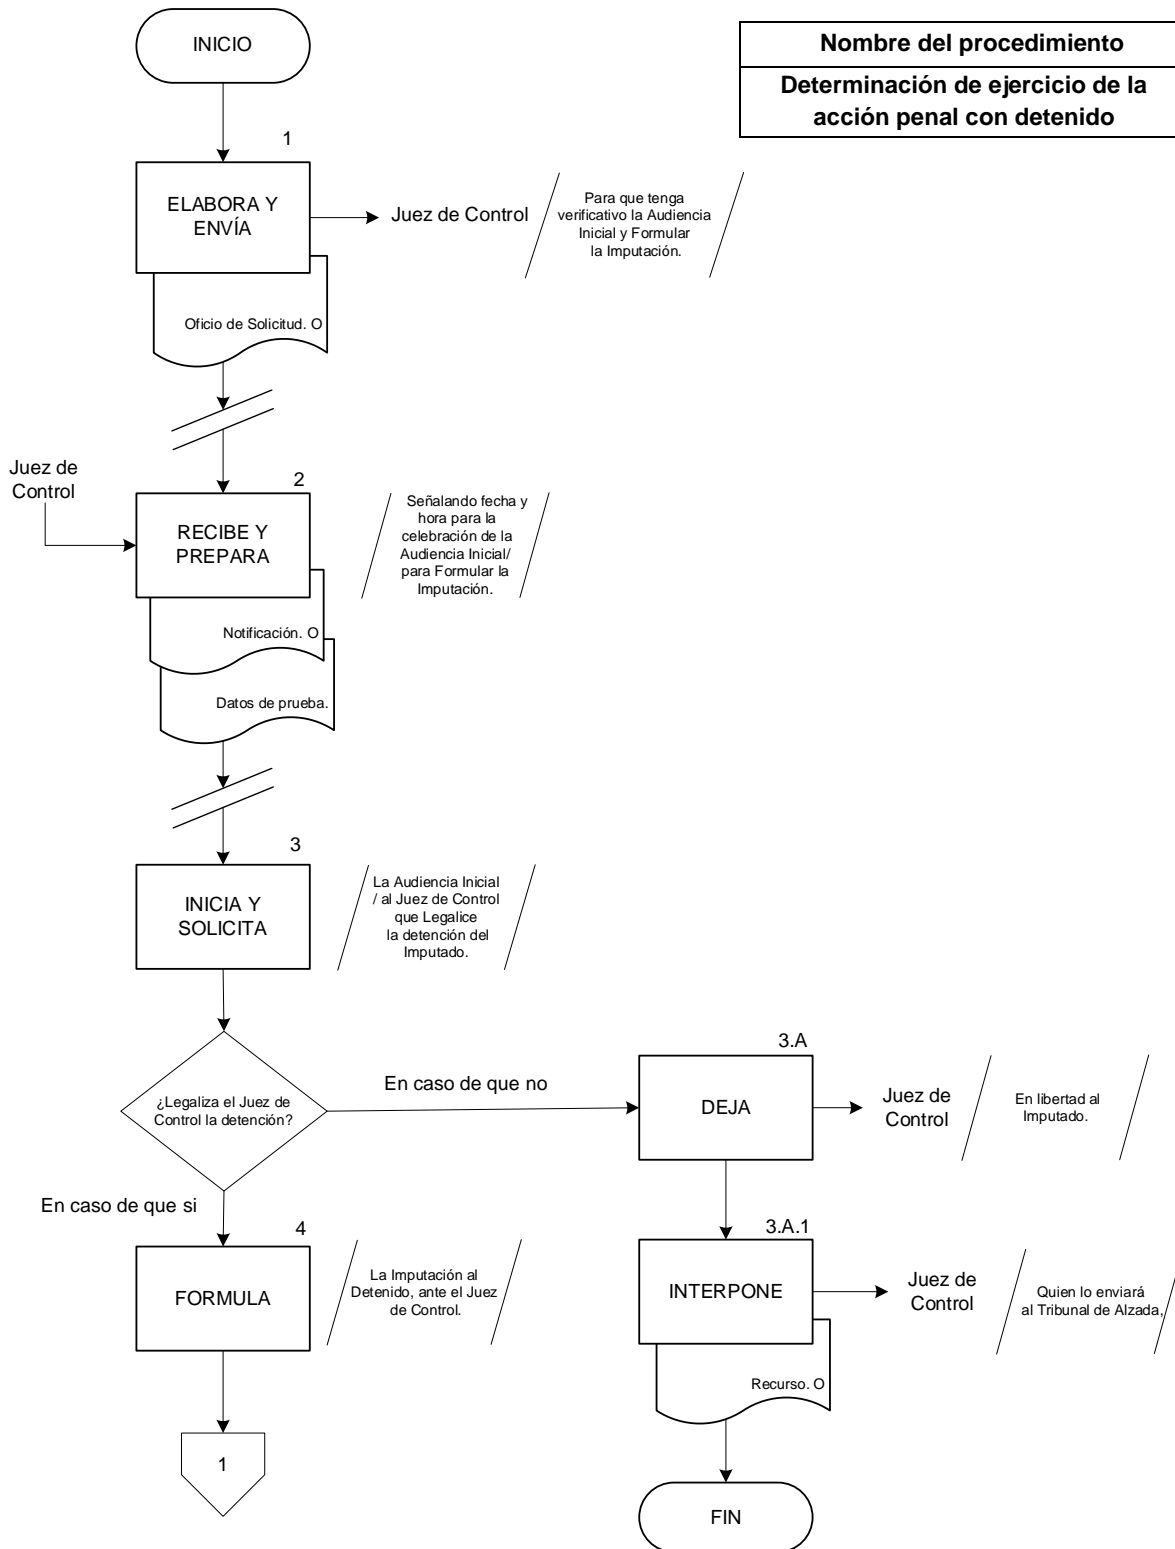 INICIO
Nombre del procedimiento
Determinación de ejercicio de la
acción penal con detenido
1
ELABORA Y
ENVÍA
Juez de Control
Para que tenga
verificativo la Audiencia
Inicial y Formular
la Imputación.
Oficio de Solicitud. O
Juez de
Control
2
RECIBE Y
PREPARA
Señalando fecha y
hora para la
celebración de la
Audiencia Inicial/
para Formular la
Imputación.
Notificación. O
Datos de prueba.
3
INICIA Y
SOLICITA
La Audiencia Inicial
/ al Juez de Control
que Legalice
la detención del
Imputado.
¿Legaliza el Juez de
Control la detención?
En caso de que no
3.A
DEJA
Juez de
Control
En libertad al
Imputado.
En caso de que si
4
FORMULA
La Imputación al
Detenido, ante el Juez
de Control.
3.A.1
INTERPONE
Juez de
Control
Quien lo enviará
al Tribunal de Alzada,
Recurso. O
1
FIN